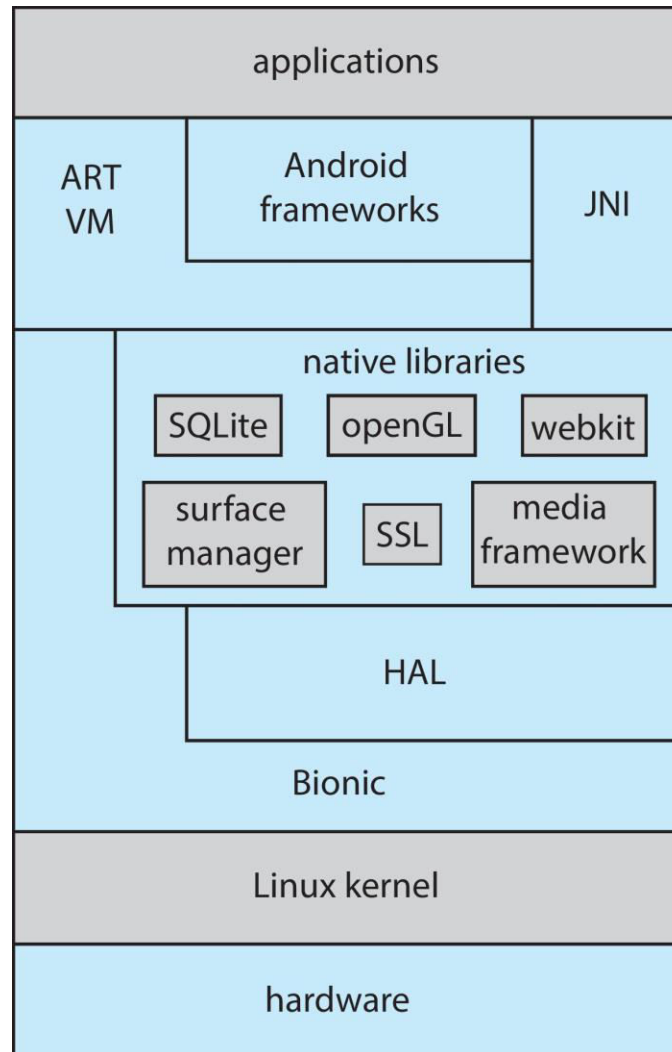 applications
ART
VM
Android
frameworks
JNI
native libraries
SQLite
openGL
webkit
surface
manager
SSL
media
framework
HAL
Bionic
Linux kernel
hardware